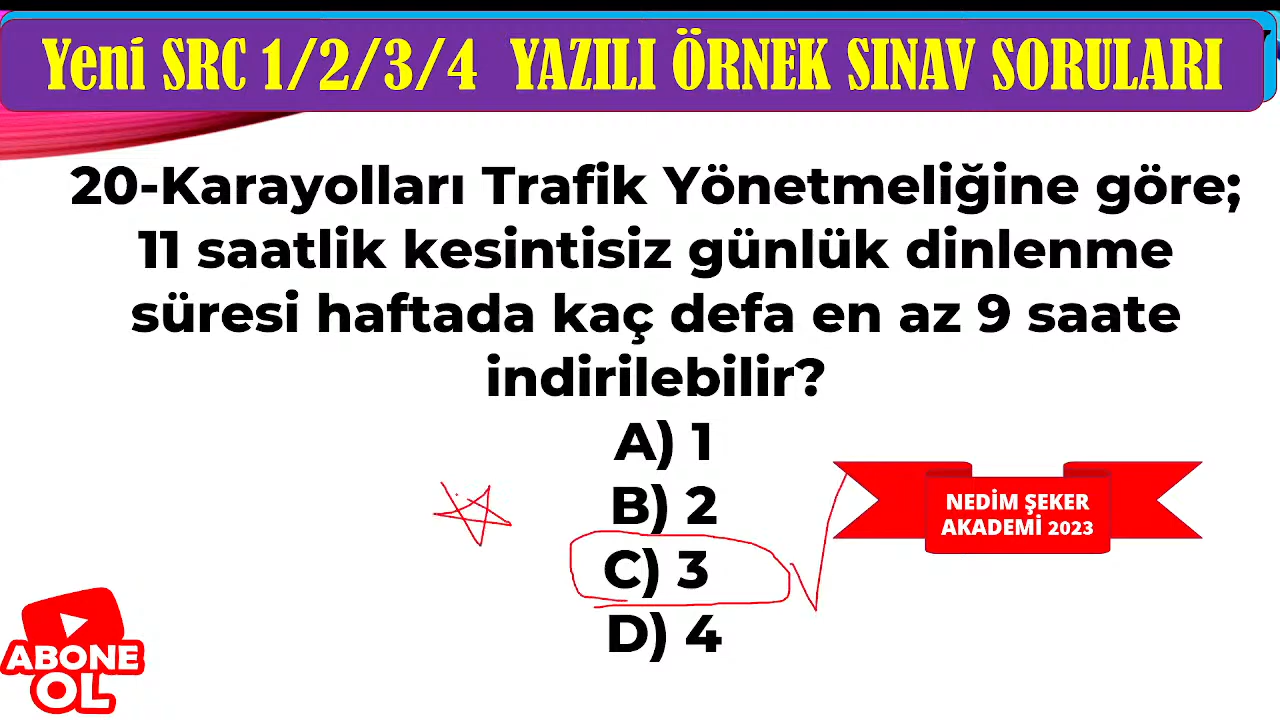 Yeni SRC 1/2/3/4 YAZILI ÖRNEK SINAV SORULARI
20-Karayolları Trafik Yönetmeliğine göre;
11 saatlik kesintisiz günlük dinlenme
süresi haftada kaç defa en az 9 saate
indirilebilir?
A) 1
B) 2
C) 3
D) 4
NEDİM ŞEKER
AKADEMİ 2023
ABONE
OL